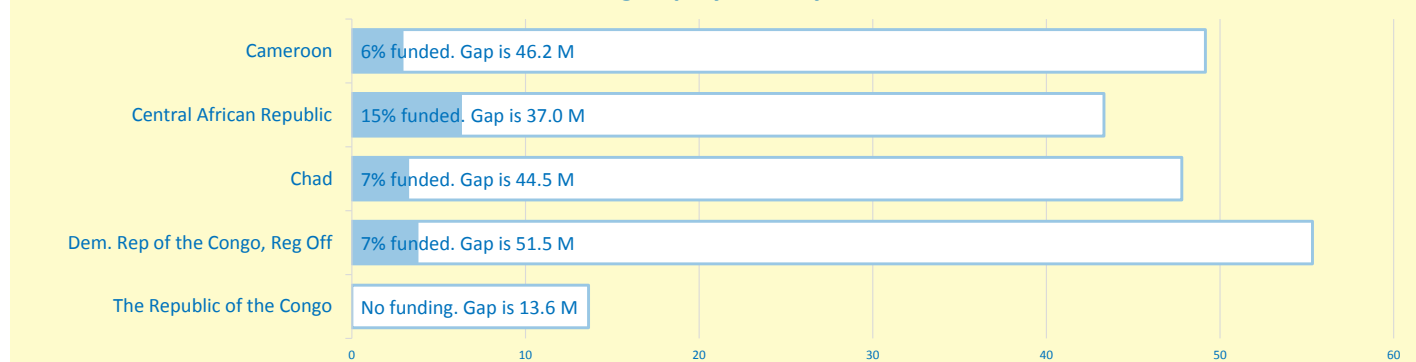 Cameroon 6% funded. Gap is 46.2 M
Central African Republic 15% funded. Gap is 37.0 M
Chad 7% funded. Gap is 44.5 M
Dem. Rep of the Congo, Reg Off 7% funded. Gap is 51.5 M
The Republic of the Congo No funding. Gap is 13.6 M
0 10 20 30 40 50 60